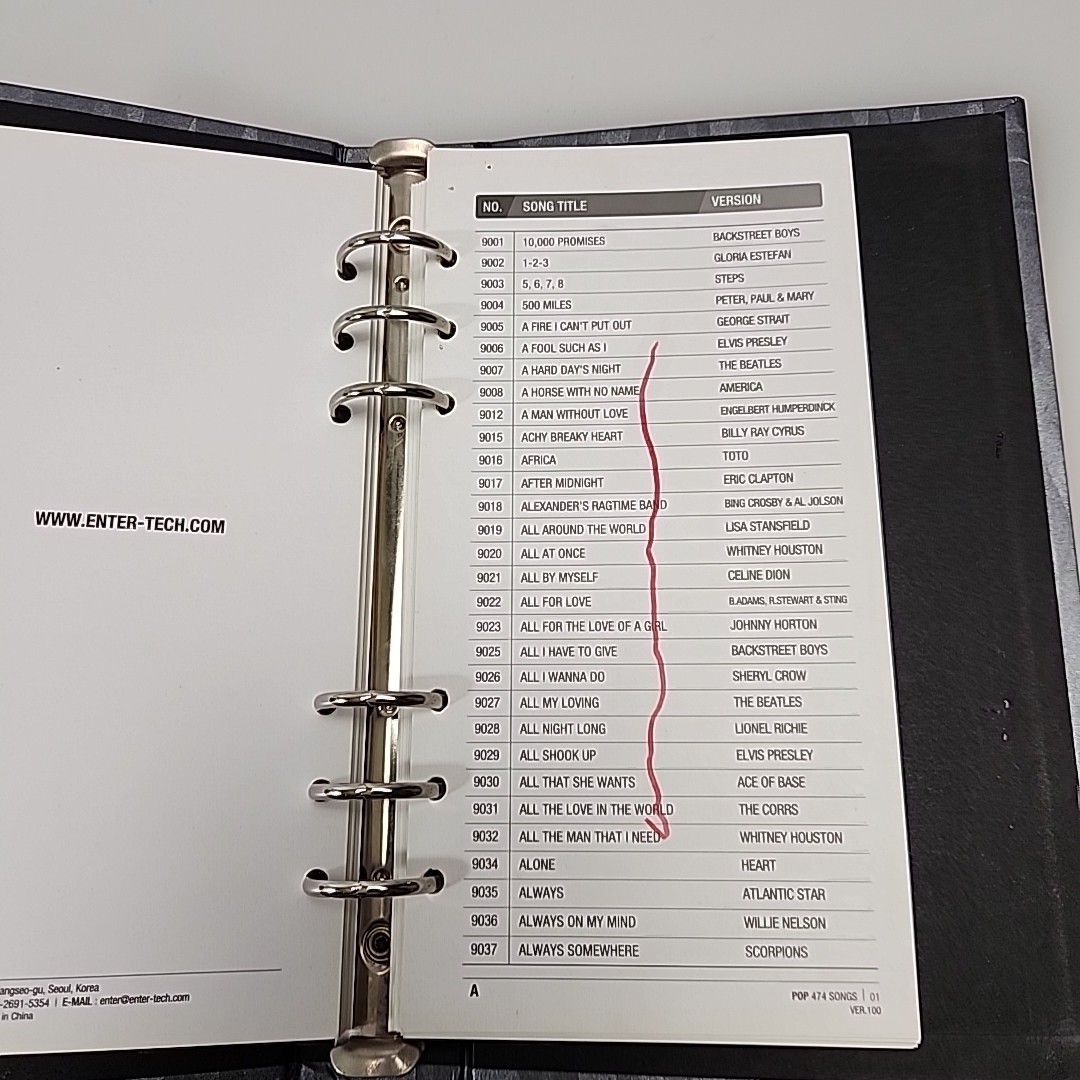 WWW.ENTER-TECH.COM
angseo-gu, Seoul, Korea
-2691-5354 | E-MAIL : enter@enter-tech.com
in China
NO. SONG TITLE VERSION
9001 10,000 PROMISES BACKSTREET BOYS
9002 1-2-3 GLORIA ESTEFAN
9003 5, 6, 7, 8 STEPS
9004 500 MILES PETER, PAUL & MARY
9005 A FIRE I CAN'T PUT OUT GEORGE STRAIT
9006 A FOOL SUCH AS I ELVIS PRESLEY
9007 A HARD DAY'S NIGHT THE BEATLES
9008 A HORSE WITH NO NAME AMERICA
9012 A MAN WITHOUT LOVE ENGELBERT HUMPERDINCK
9015 ACHY BREAKY HEART BILLY RAY CYRUS
9016 AFRICA TOTO
9017 AFTER MIDNIGHT ERIC CLAPTON
9018 ALEXANDER'S RAGTIME BAND BING CROSBY & AL JOLSON
9019 ALL AROUND THE WORLD LISA STANSFIELD
9020 ALL AT ONCE WHITNEY HOUSTON
9021 ALL BY MYSELF CELINE DION
9022 ALL FOR LOVE B.ADAMS, R.STEWART & STING
9023 ALL FOR THE LOVE OF A GIRL JOHNNY HORTON
9025 ALL I HAVE TO GIVE BACKSTREET BOYS
9026 ALL I WANNA DO SHERYL CROW
9027 ALL MY LOVING THE BEATLES
9028 ALL NIGHT LONG LIONEL RICHIE
9029 ALL SHOOK UP ELVIS PRESLEY
9030 ALL THAT SHE WANTS ACE OF BASE
9031 ALL THE LOVE IN THE WORLD THE CORRS
9032 ALL THE MAN THAT I NEED WHITNEY HOUSTON
9034 ALONE HEART
9035 ALWAYS ATLANTIC STAR
9036 ALWAYS ON MY MIND WILLIE NELSON
9037 ALWAYS SOMEWHERE SCORPIONS
A
POP 474 SONGS | 01
VER.100